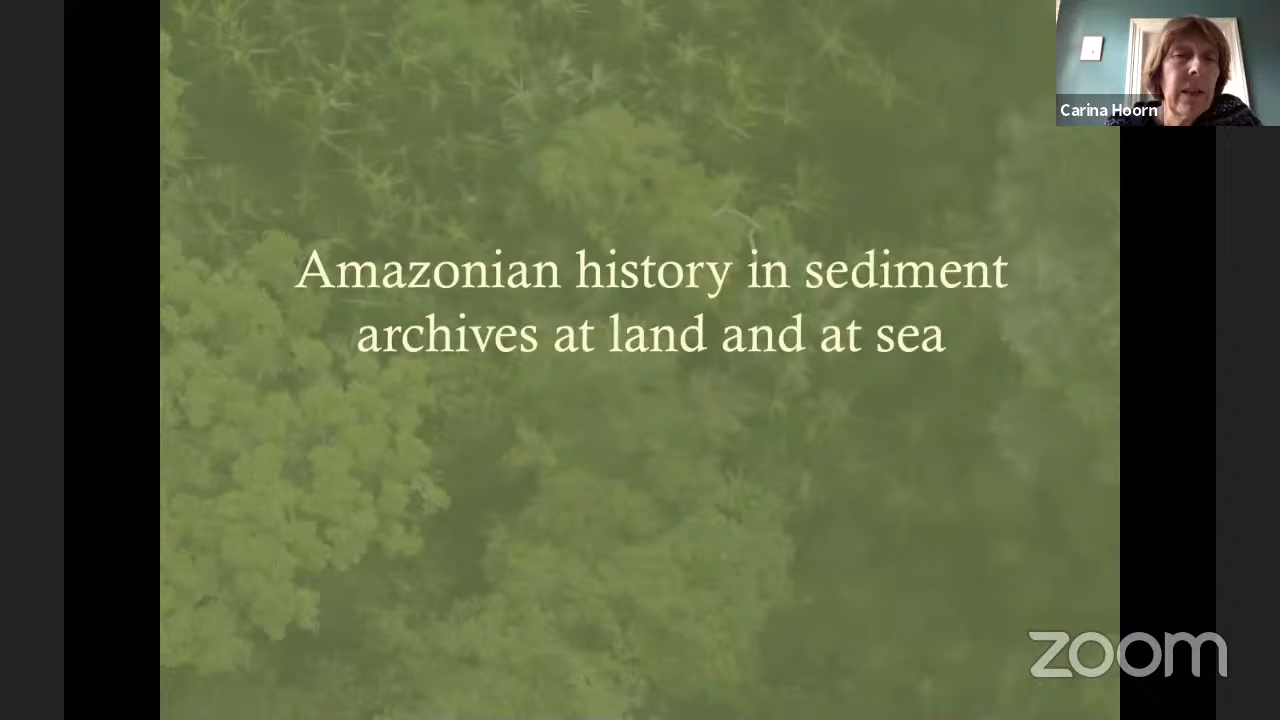 Carina Hoorn
Amazonian history in sediment
archives at land and at sea
zoom